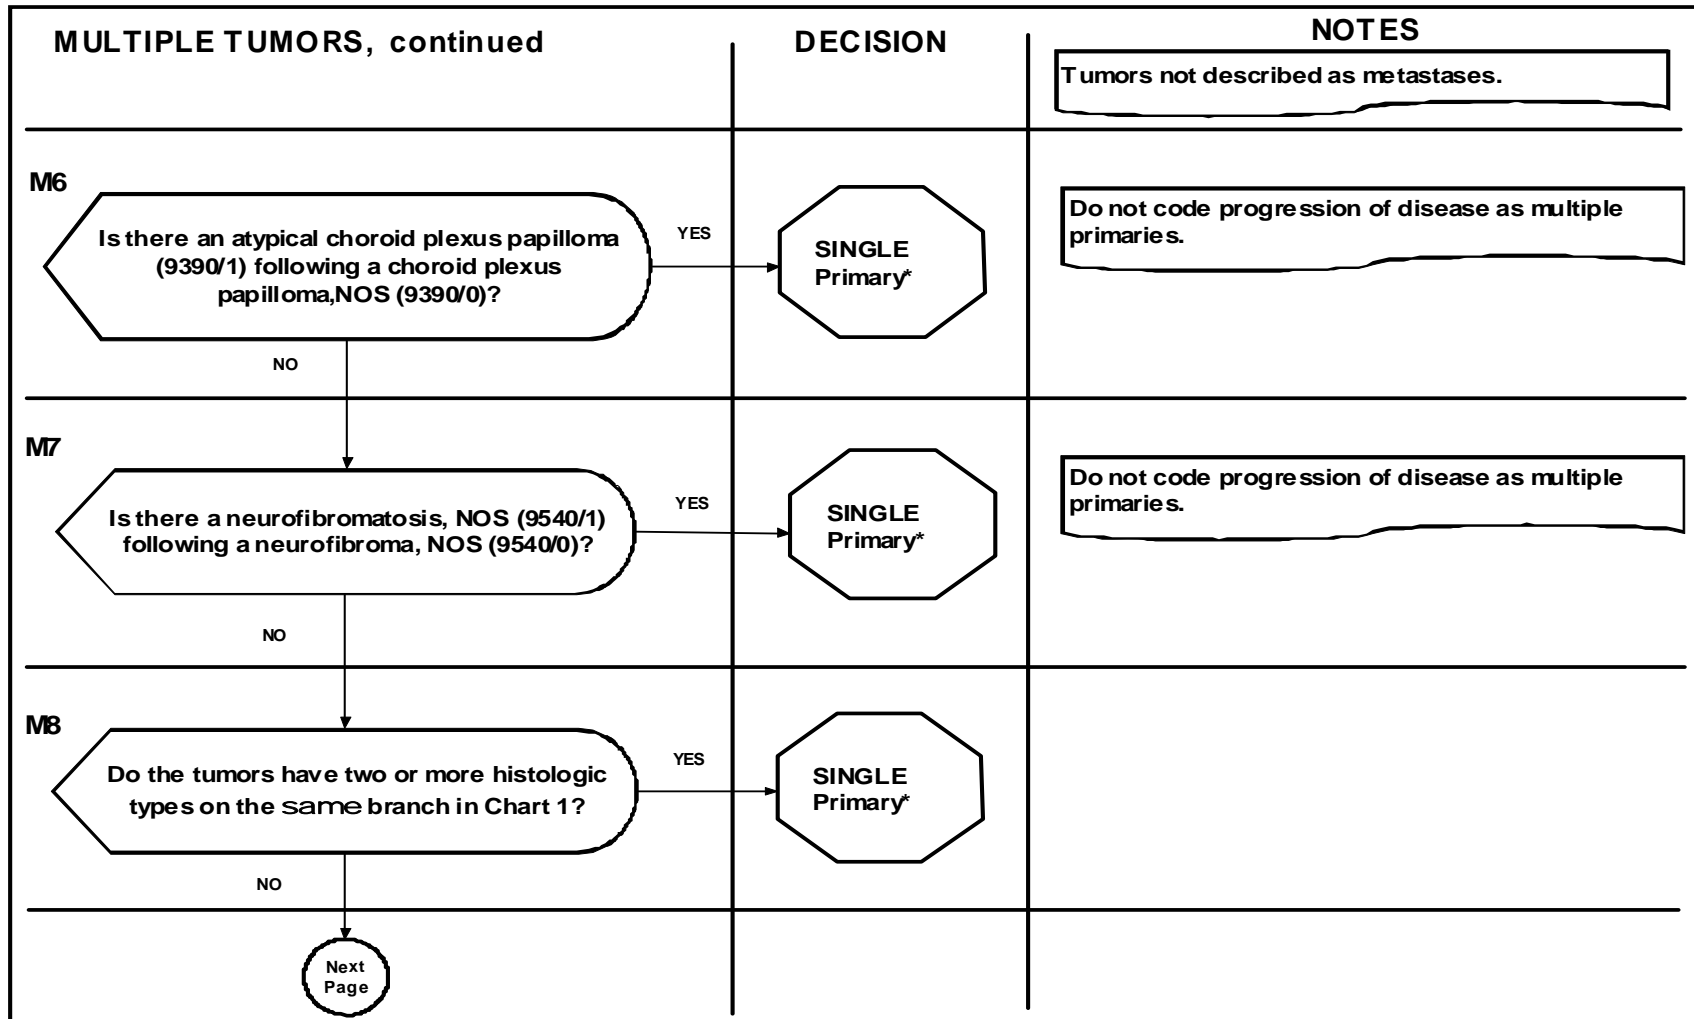 MULTIPLE TUMORS, continued
DECISION
NOTES
Tumors not described as metastases.
M6
Is there an atypical choroid plexus papilloma
(9390/1) following a choroid plexus
papilloma,NOS (9390/0)?
YES
SINGLE
Primary*
Do not code progression of disease as multiple
primaries.
NO
M7
Is there a neurofibromatosis, NOS (9540/1)
following a neurofibroma, NOS (9540/0)?
YES
SINGLE
Primary*
Do not code progression of disease as multiple
primaries.
NO
M8
Do the tumors have two or more histologic
types on the same branch in Chart 1?
YES
SINGLE
Primary*
NO
Next
Page